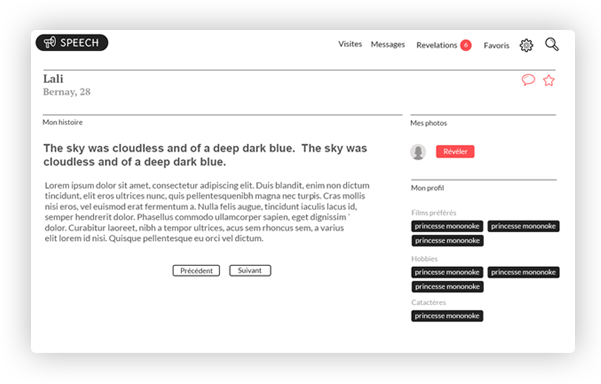 SPEECH
Visites Messages Revelations 6 Favoris
Lali
Bernay, 28
Mon histoire
The sky was cloudless and of a deep dark blue. The sky was
cloudless and of a deep dark blue.
Lorem ipsum dolor sit amet, consectetur adipiscing elit. Duis blandit, enim non dictum
tincidunt, elit eros ultrices nunc, quis pellentesquenibh magna nec turpis. Cras mollis
nisi eros, vel euismod erat fermentum a. Nulla felis augue, tincidunt iaculis lacus id,
semper hendrerit dolor. Phasellus commodo ullamcorper sapien, eget dignissim '
dolor. Curabitur laoreet, nibh a tempor ultrices, acus sem rhoncus sem, a varius
elit lorem id nisi. Quisque pellentesque eu orci vel dictum.
Précédent Suivant
Mes photos
Révéler
Mon profil
Films préférés
princesse mononoke princesse mononoke
princesse mononoke
Hobbies
princesse mononoke princesse mononoke
princesse mononoke
Catactères
princesse mononoke